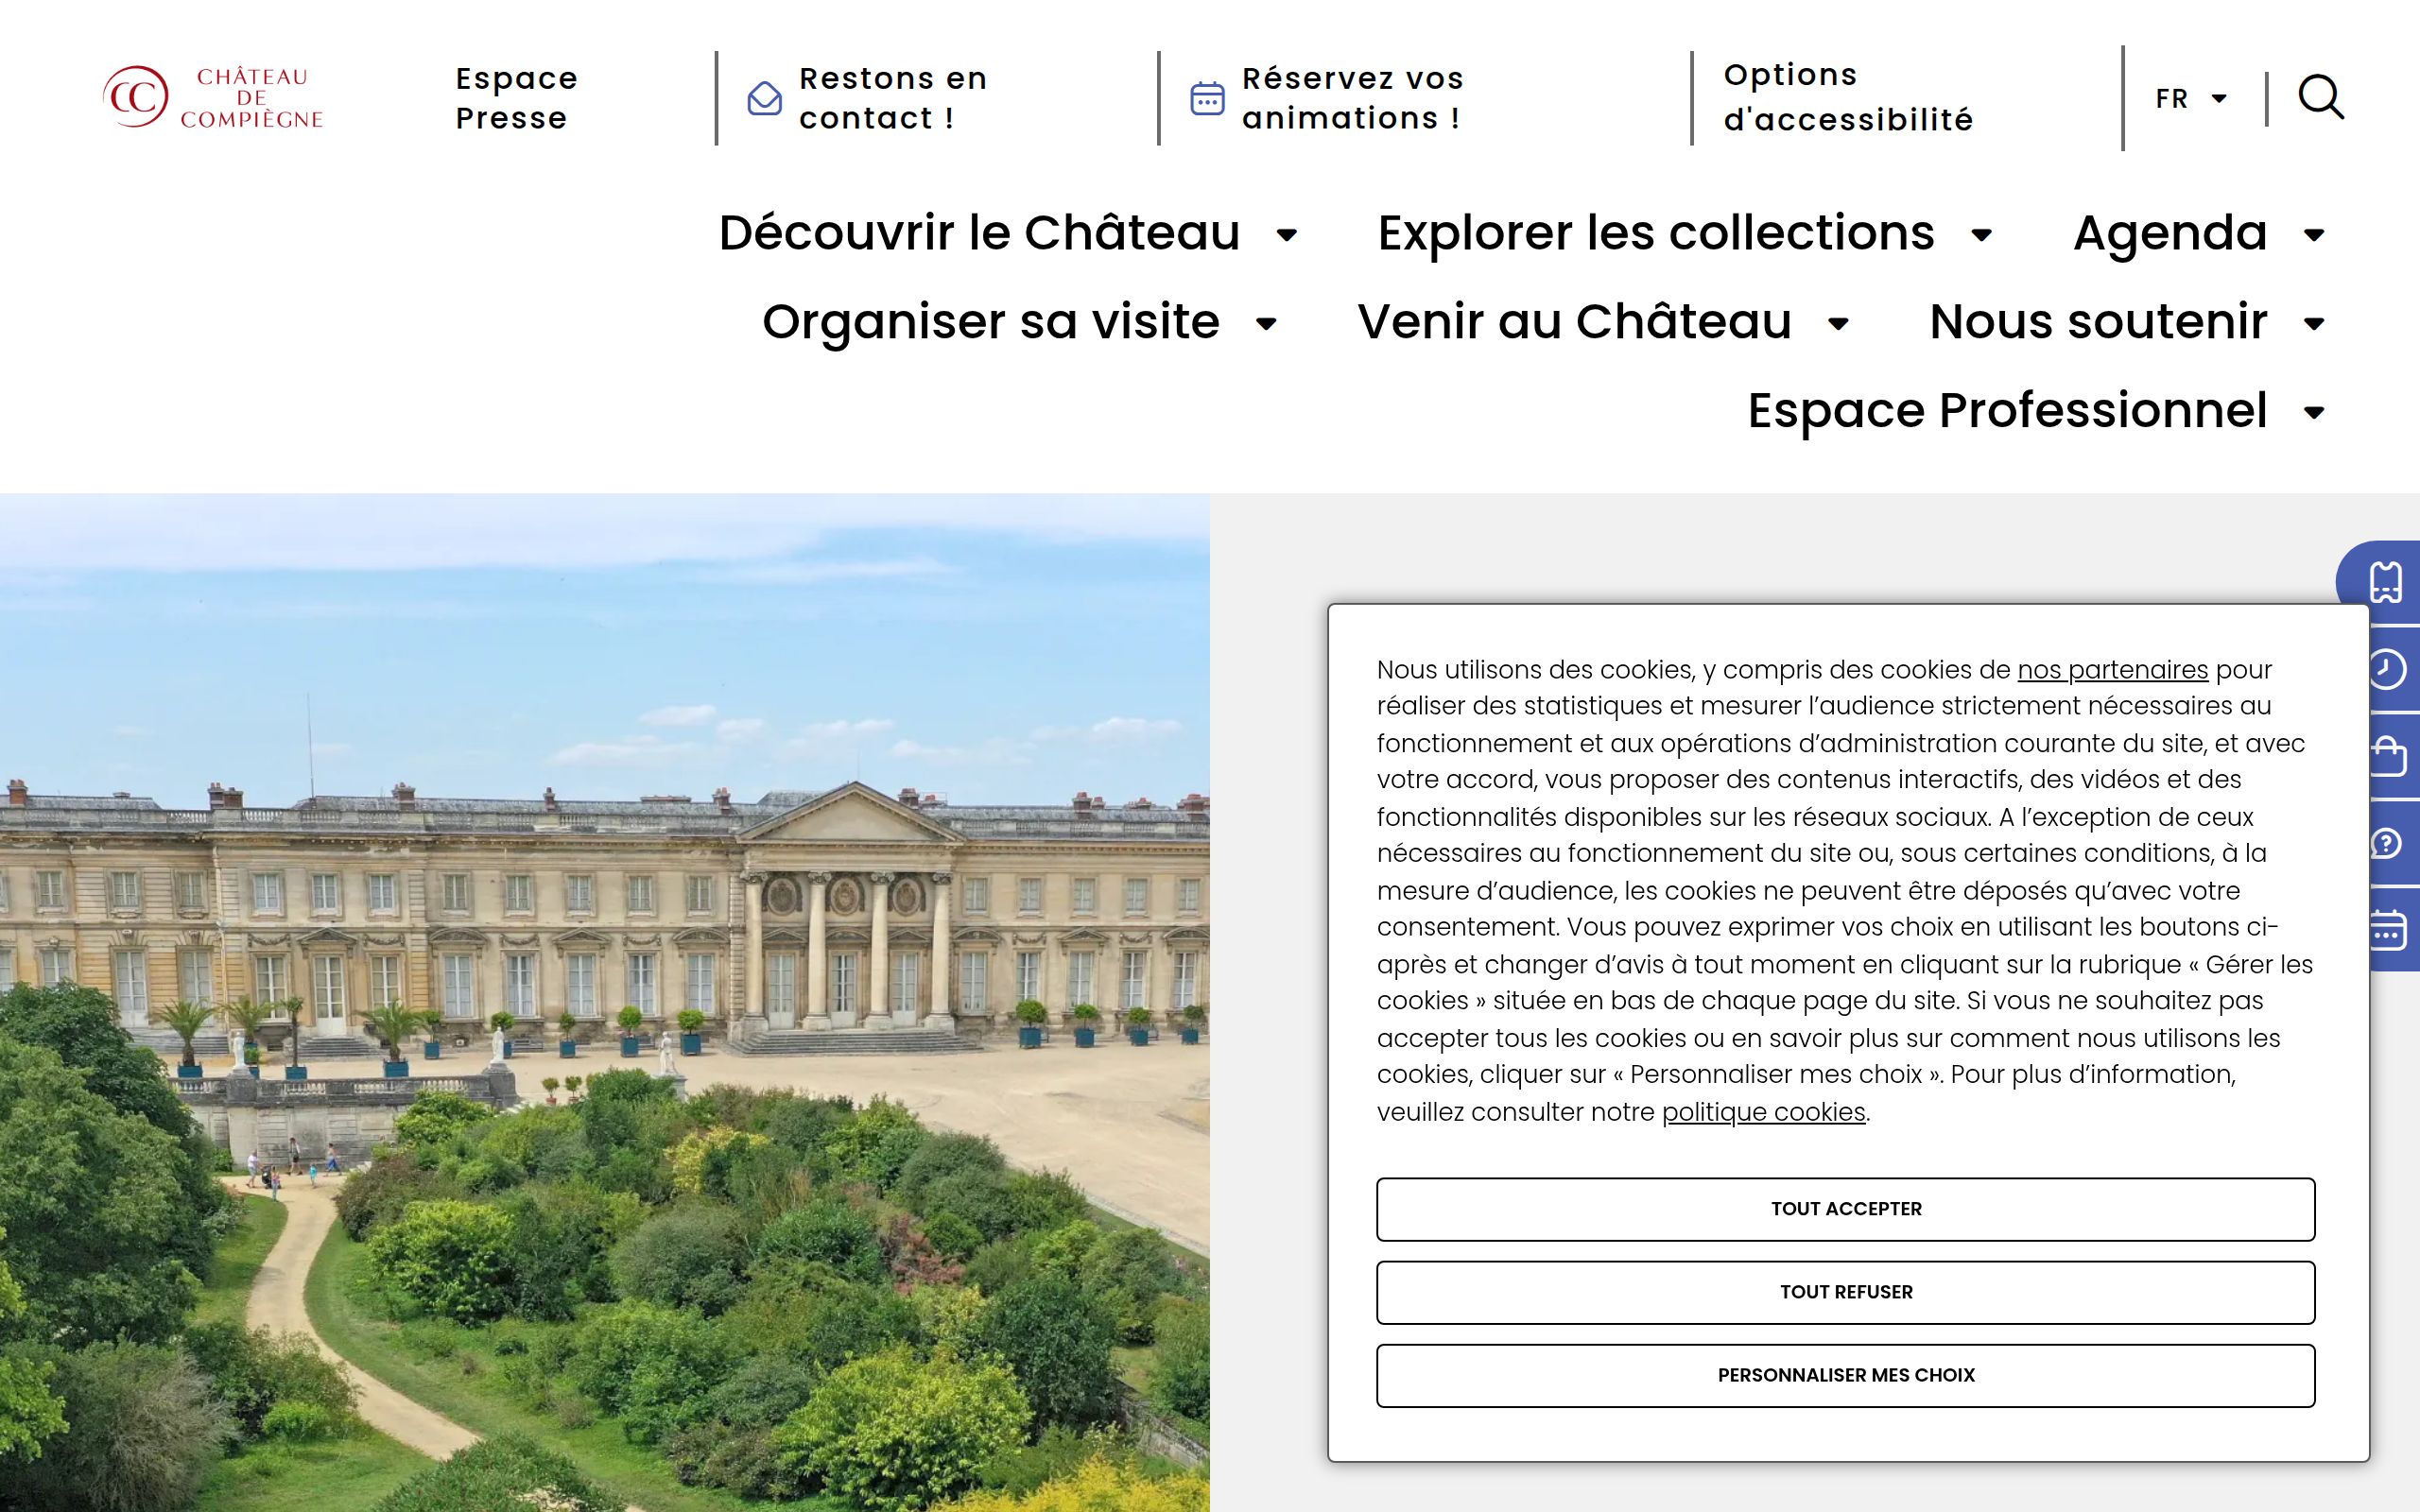 CHÂTEAU
DE
COMPIÈGNE
Espace
Presse
Restons en
contact !
Réservez vos
animations !
Options
d'accessibilité
FR
Découvrir le Château
Explorer les collections
Agenda
Organiser sa visite
Venir au Château
Nous soutenir
Espace Professionnel
Nous utilisons des cookies, y compris des cookies de nos partenaires pour
réaliser des statistiques et mesurer l’audience strictement nécessaires au
fonctionnement et aux opérations d’administration courante du site, et avec
votre accord, vous proposer des contenus interactifs, des vidéos et des
fonctionnalités disponibles sur les réseaux sociaux. A l’exception de ceux
nécessaires au fonctionnement du site ou, sous certaines conditions, à la
mesure d’audience, les cookies ne peuvent être déposés qu’avec votre
consentement. Vous pouvez exprimer vos choix en utilisant les boutons ci-
après et changer d’avis à tout moment en cliquant sur la rubrique « Gérer les
cookies » située en bas de chaque page du site. Si vous ne souhaitez pas
accepter tous les cookies ou en savoir plus sur comment nous utilisons les
cookies, cliquer sur « Personnaliser mes choix ». Pour plus d’information,
veuillez consulter notre politique cookies.
TOUT ACCEPTER
TOUT REFUSER
PERSONNALISER MES CHOIX